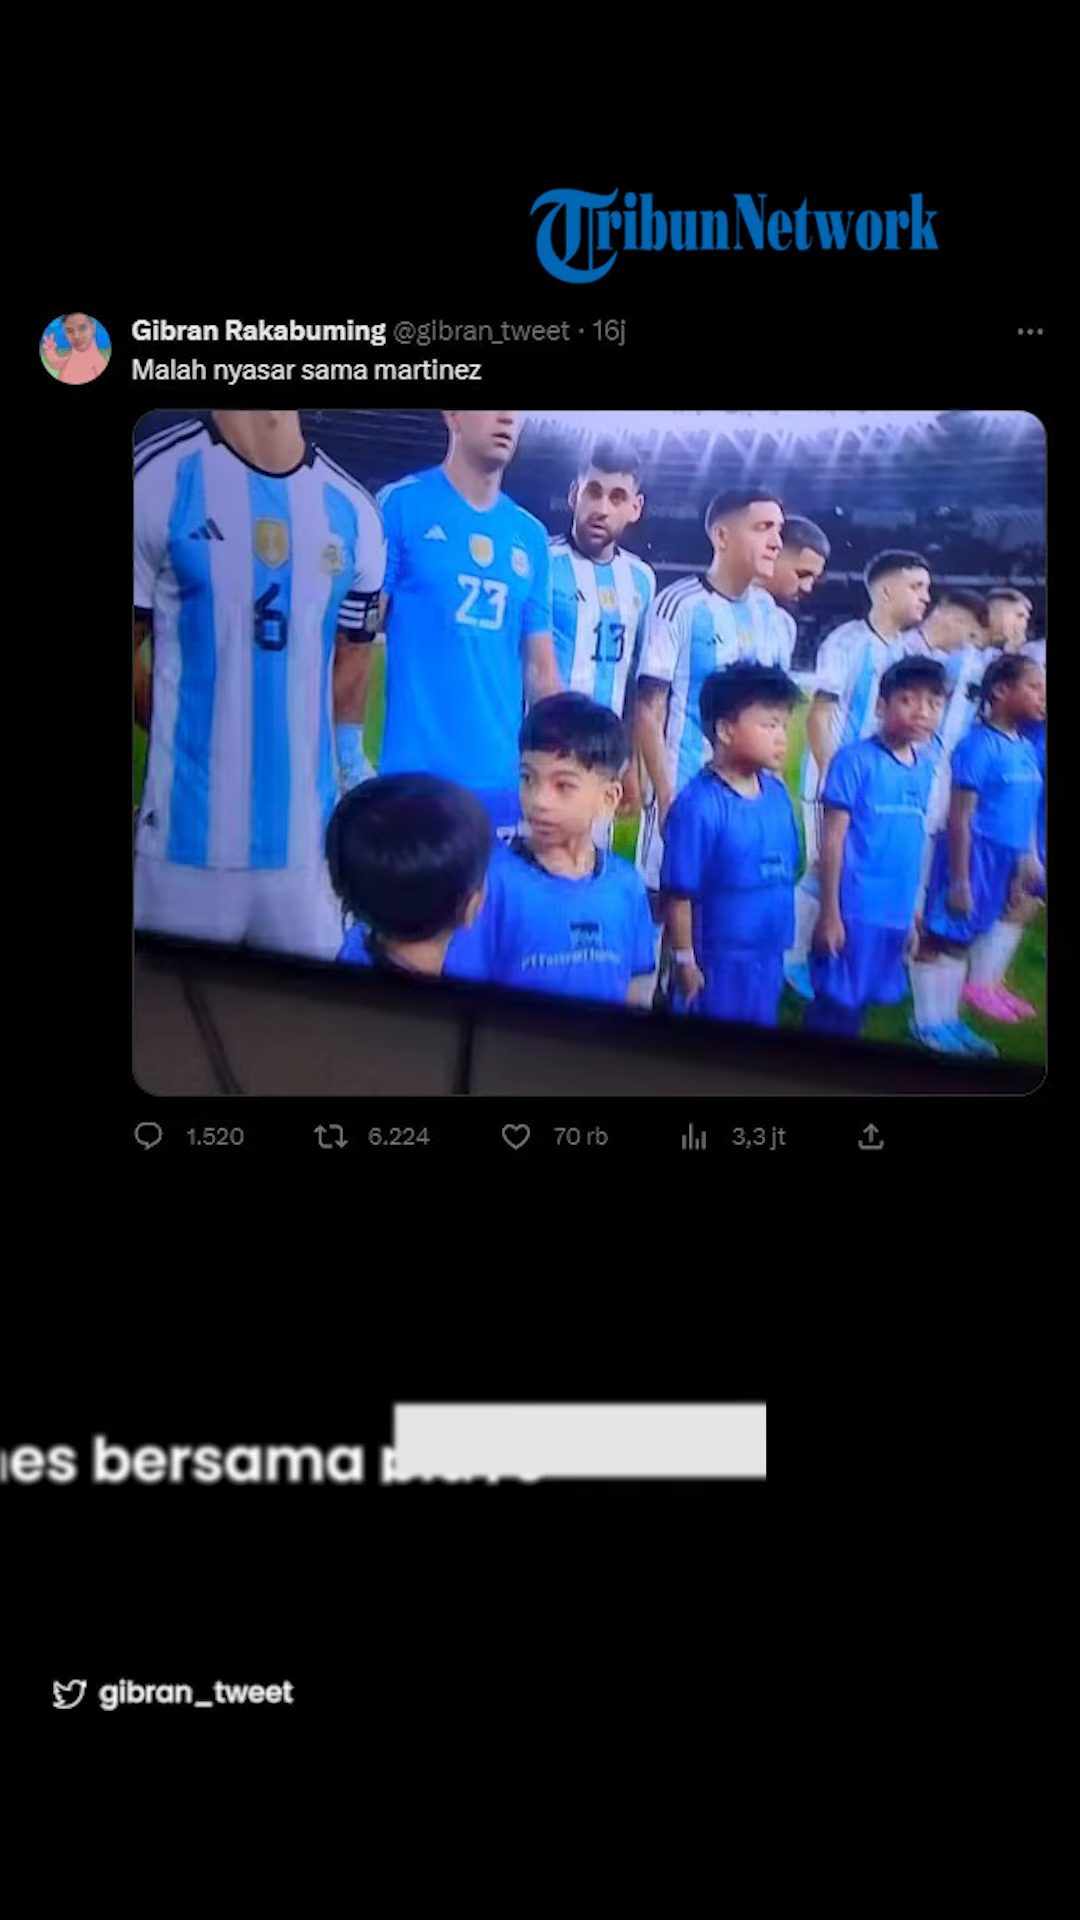 TribunNetwork
Gibran Rakabuming @gibran_tweet · 16j
Malah nyasar sama martinez
6
23
13
1.520 6.224 70 rb 3,3 jt
bersama
gibran_tweet